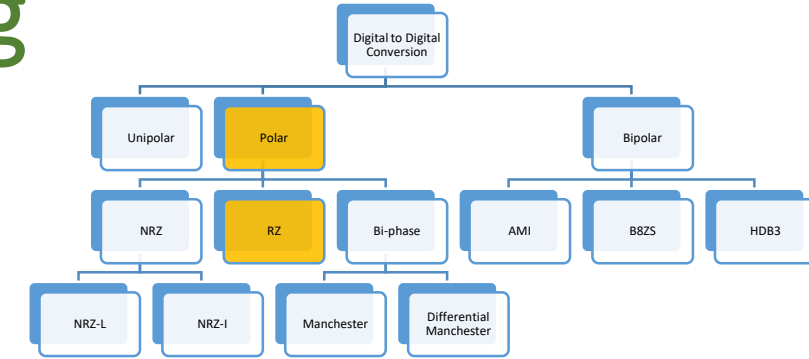 g
Digital to Digital
Conversion
Unipolar
Polar
Bipolar
NRZ
RZ
Bi-phase
AMI
B8ZS
HDB3
NRZ-L
NRZ-I
Manchester
Differential
Manchester